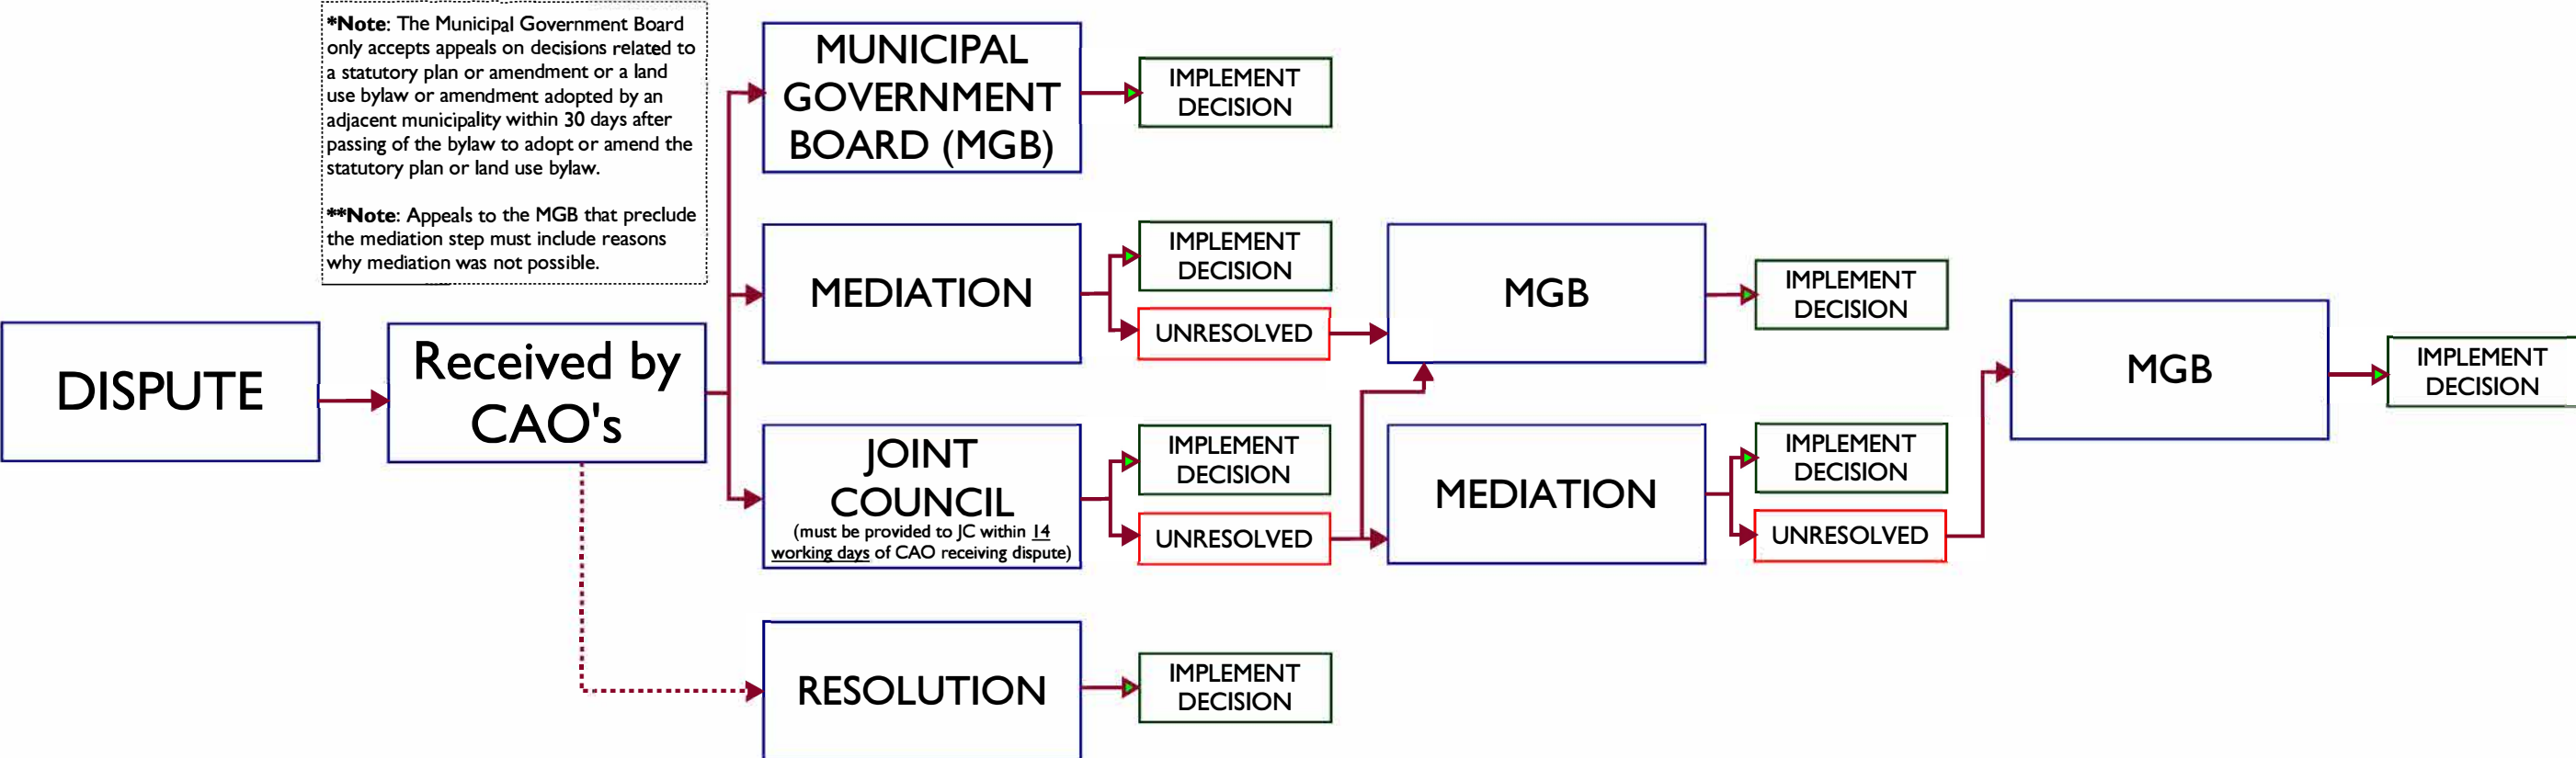 *Note: The Municipal Government Board
only accepts appeals on decisions related to
a statutory plan or amendment or a land
use bylaw or amendment adopted by an
adjacent municipality within 30 days after
passing of the bylaw to adopt or amend the
statutory plan or land use bylaw.
**Note: Appeals to the MGB that preclude
the mediation step must include reasons
why mediation was not possible.
DISPUTE
Received by
CAO's
MUNICIPAL
GOVERNMENT
BOARD (MGB)
IMPLEMENT
DECISION
MEDIATION
IMPLEMENT
DECISION
UNRESOLVED
MGB
IMPLEMENT
DECISION
JOINT
COUNCIL
(must be provided to JC within 14
working days of CAO receiving dispute)
IMPLEMENT
DECISION
UNRESOLVED
MEDIATION
IMPLEMENT
DECISION
UNRESOLVED
MGB
IMPLEMENT
DECISION
RESOLUTION
IMPLEMENT
DECISION